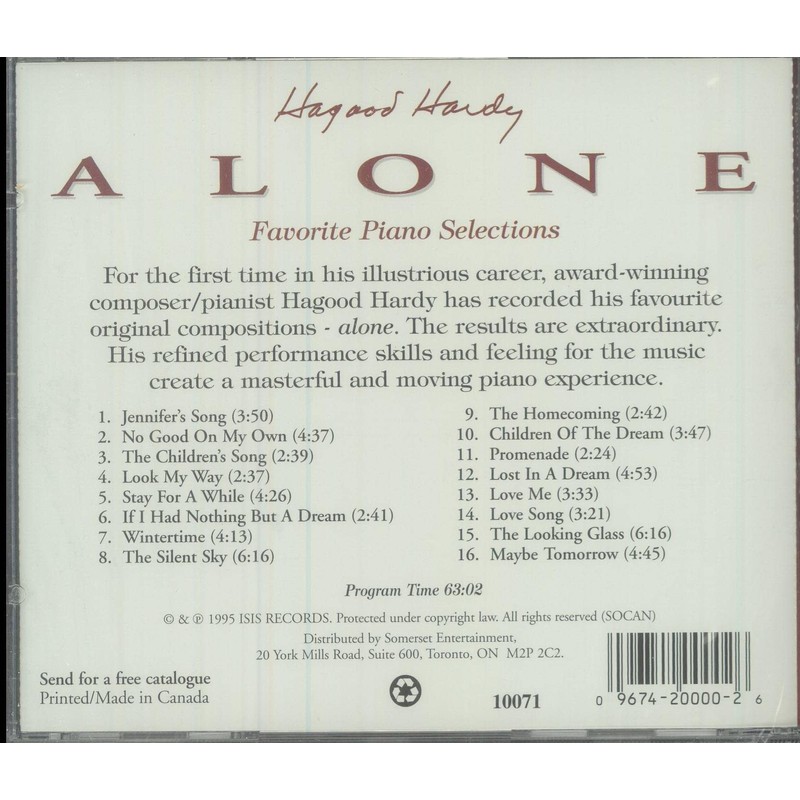 Hagood Hardy
ALONE
Favorite Piano Selections
For the first time in his illustrious career, award-winning
composer/pianist Hagood Hardy has recorded his favourite
original compositions - alone. The results are extraordinary.
His refined performance skills and feeling for the music
create a masterful and moving piano experience.
1. Jennifer's Song (3:50)
2. No Good On My Own (4:37)
3. The Children's Song (2:39)
4. Look My Way (2:37)
5. Stay For A While (4:26)
6. If I Had Nothing But A Dream (2:41)
7. Wintertime (4:13)
8. The Silent Sky (6:16)
9. The Homecoming (2:42)
10. Children Of The Dream (3:47)
11. Promenade (2:24)
12. Lost In A Dream (4:53)
13. Love Me (3:33)
14. Love Song (3:21)
15. The Looking Glass (6:16)
16. Maybe Tomorrow (4:45)
Program Time 63:02
© & ℗ 1995 ISIS RECORDS. Protected under copyright law. All rights reserved (SOCAN)
Distributed by Somerset Entertainment,
20 York Mills Road, Suite 600, Toronto, ON M2P 2C2.
Send for a free catalogue
Printed/Made in Canada
10071
0 9674-20000-2 6